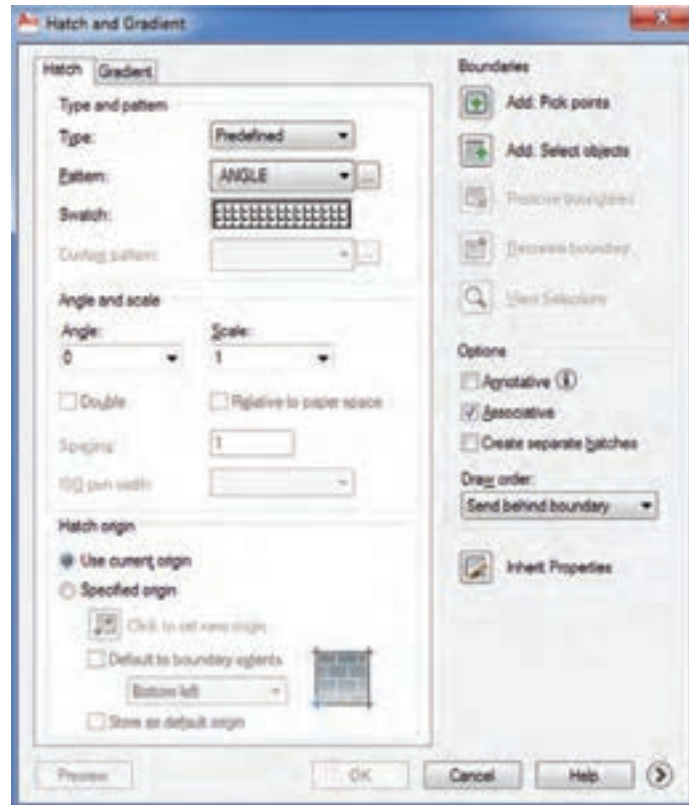 Hatch and Gradient
Hatch Gradient
Type and pattern
Type: Predefined
Pattern: ANGLE ...
Swatch:
Custom pattern: ...
Angle and scale
Angle: Scale:
0 1
Double Relative to paper space
Spacing: 1
ISO pen width:
Hatch origin
Use current origin
Specified origin
Click to set new origin
Default to boundary extents
Bottom left
Store as default origin
Preview OK Cancel Help
Boundaries
Add: Pick points
Add: Select objects
Remove boundaries
Recreate boundary
View Selections
Options
Annotative
Associative
Create separate hatches
Draw order:
Send behind boundary
Inherit Properties